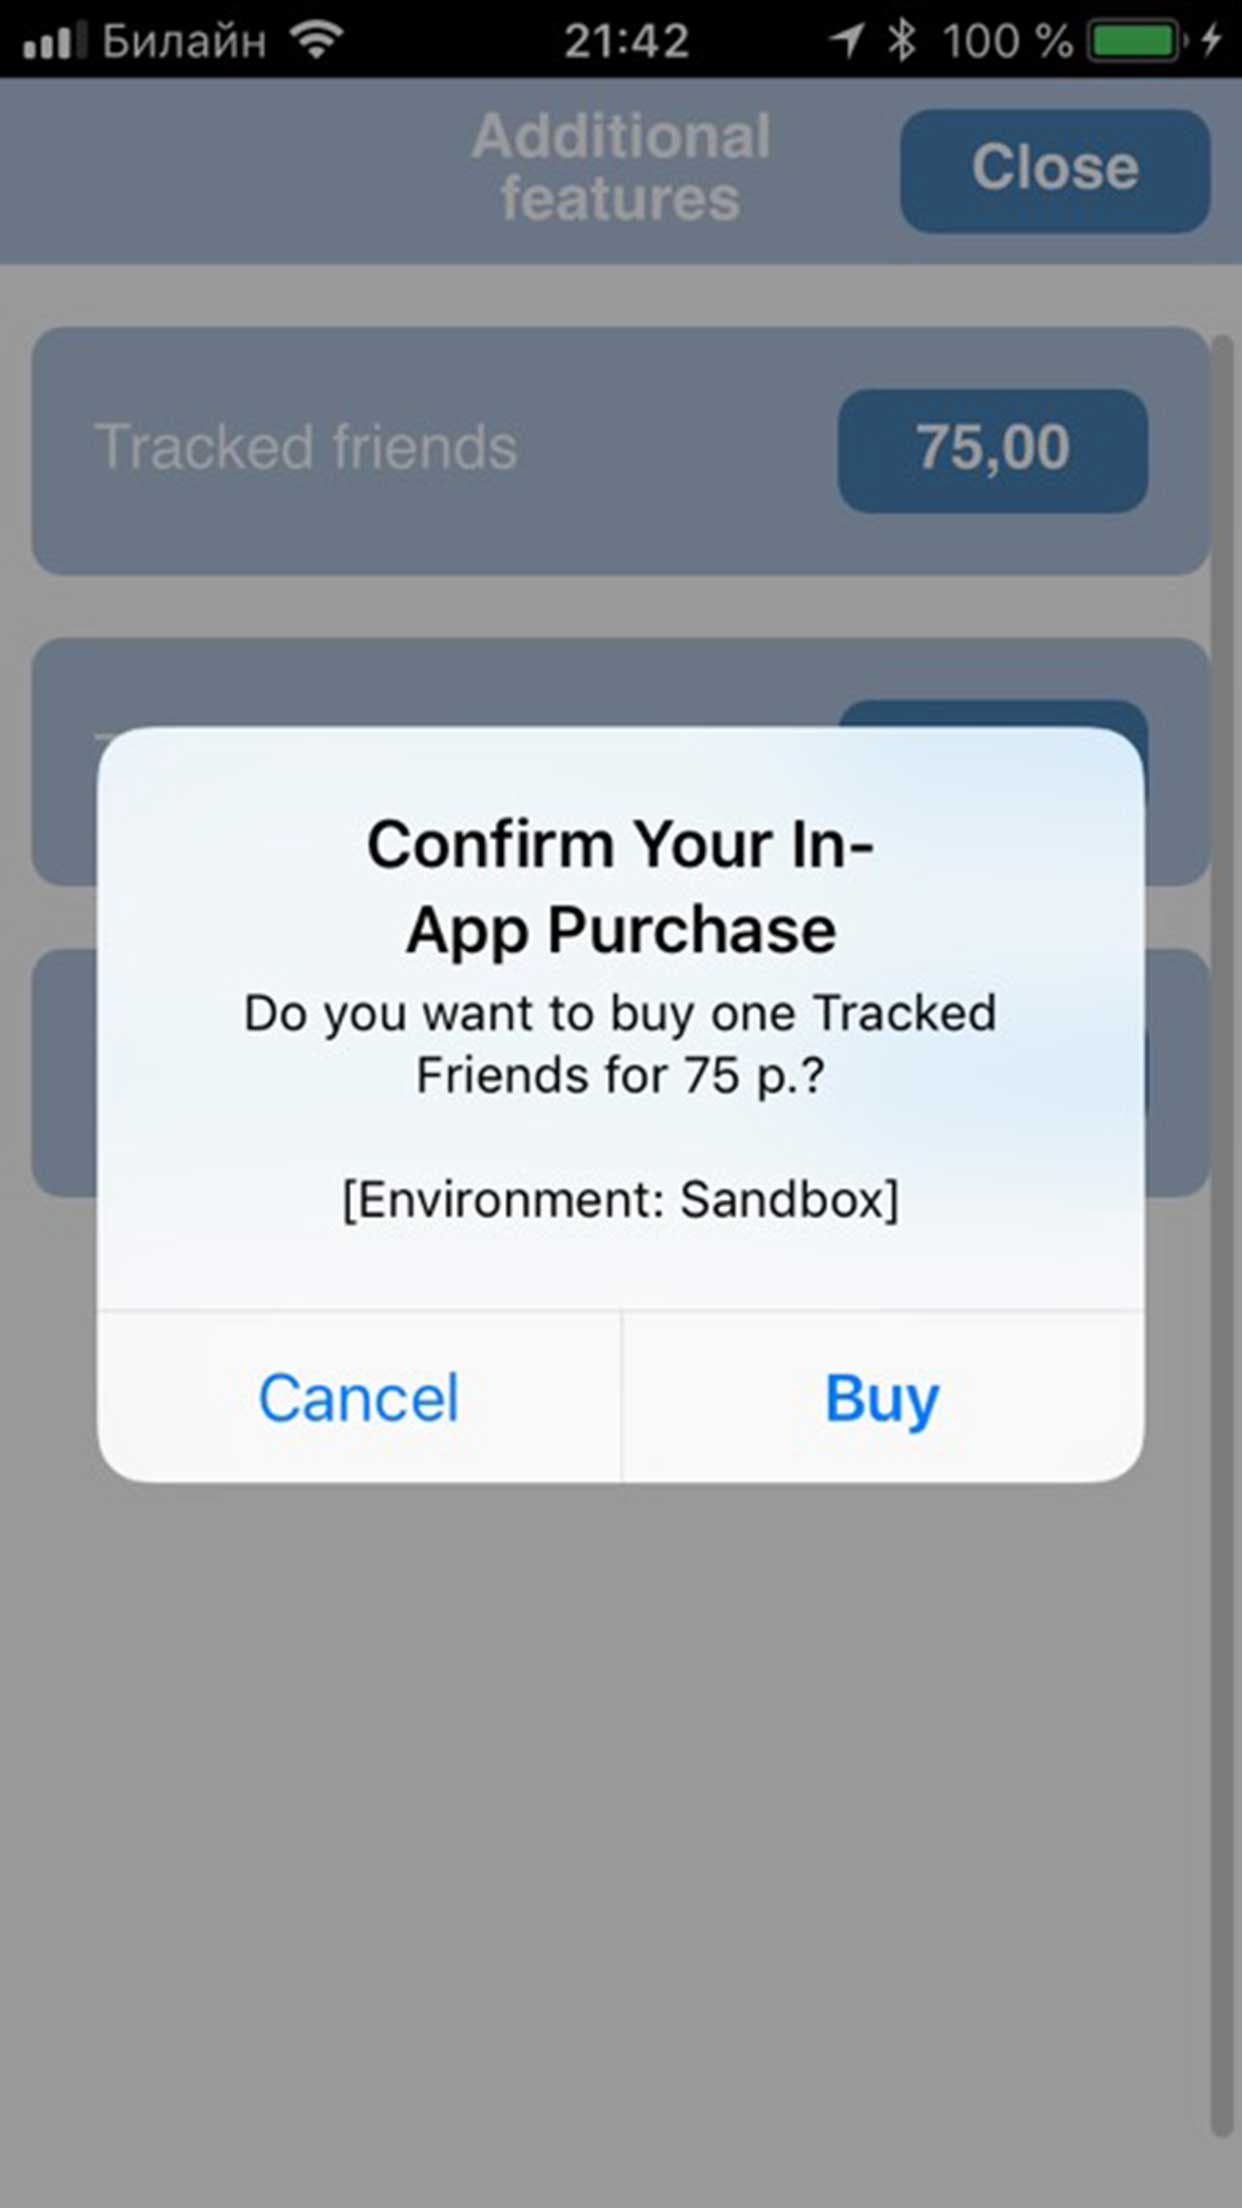 Билайн 21:42 100 %
Additional
features
Close
Tracked friends 75,00
Confirm Your In-
App Purchase
Do you want to buy one Tracked
Friends for 75 р.?
[Environment: Sandbox]
Cancel Buy